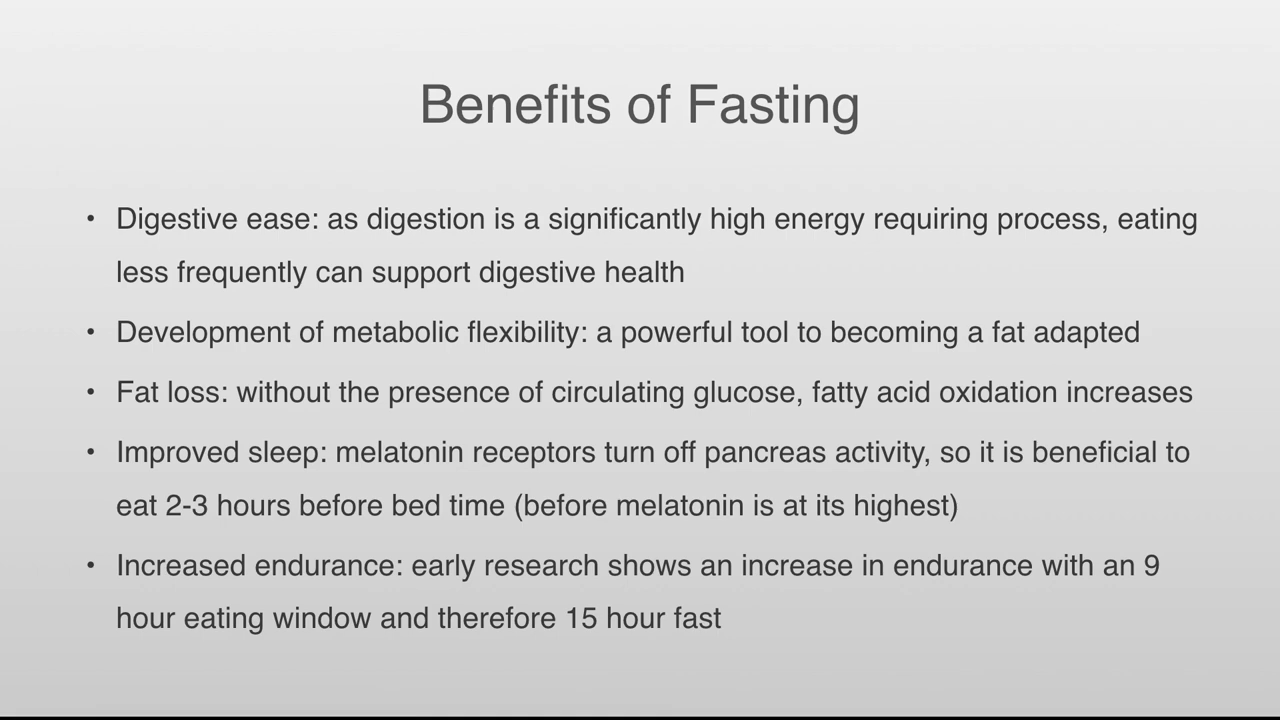 Benefits of Fasting
• Digestive ease: as digestion is a significantly high energy requiring process, eating
less frequently can support digestive health
• Development of metabolic flexibility: a powerful tool to becoming a fat adapted
• Fat loss: without the presence of circulating glucose, fatty acid oxidation increases
• Improved sleep: melatonin receptors turn off pancreas activity, so it is beneficial to
eat 2-3 hours before bed time (before melatonin is at its highest)
• Increased endurance: early research shows an increase in endurance with an 9
hour eating window and therefore 15 hour fast